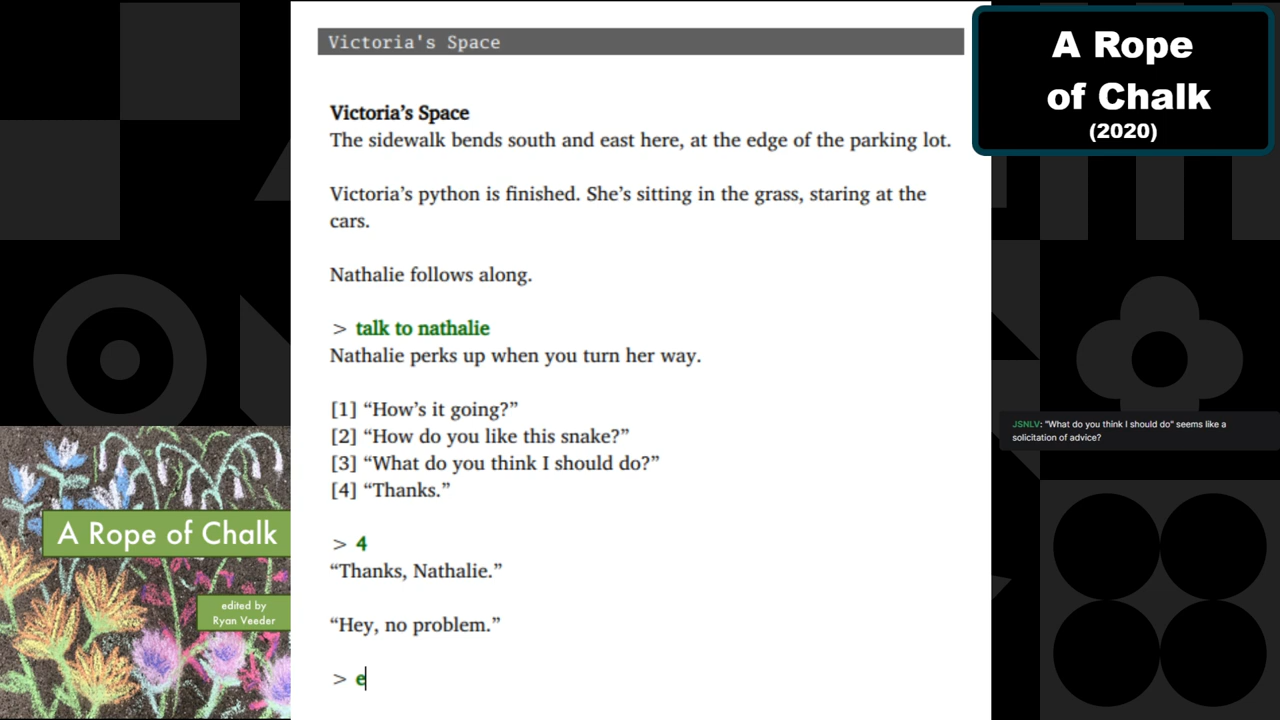 Victoria's Space
Victoria’s Space
The sidewalk bends south and east here, at the edge of the parking lot.
Victoria’s python is finished. She’s sitting in the grass, staring at the
cars.
Nathalie follows along.
> talk to nathalie
Nathalie perks up when you turn her way.
[1] “How’s it going?”
[2] “How do you like this snake?”
[3] “What do you think I should do?”
[4] “Thanks.”
> 4
“Thanks, Nathalie.”
“Hey, no problem.”
> e
A Rope
of Chalk
(2020)
JSNLV: "What do you think I should do" seems like a
solicitation of advice?
A Rope of Chalk
edited by
Ryan Veeder